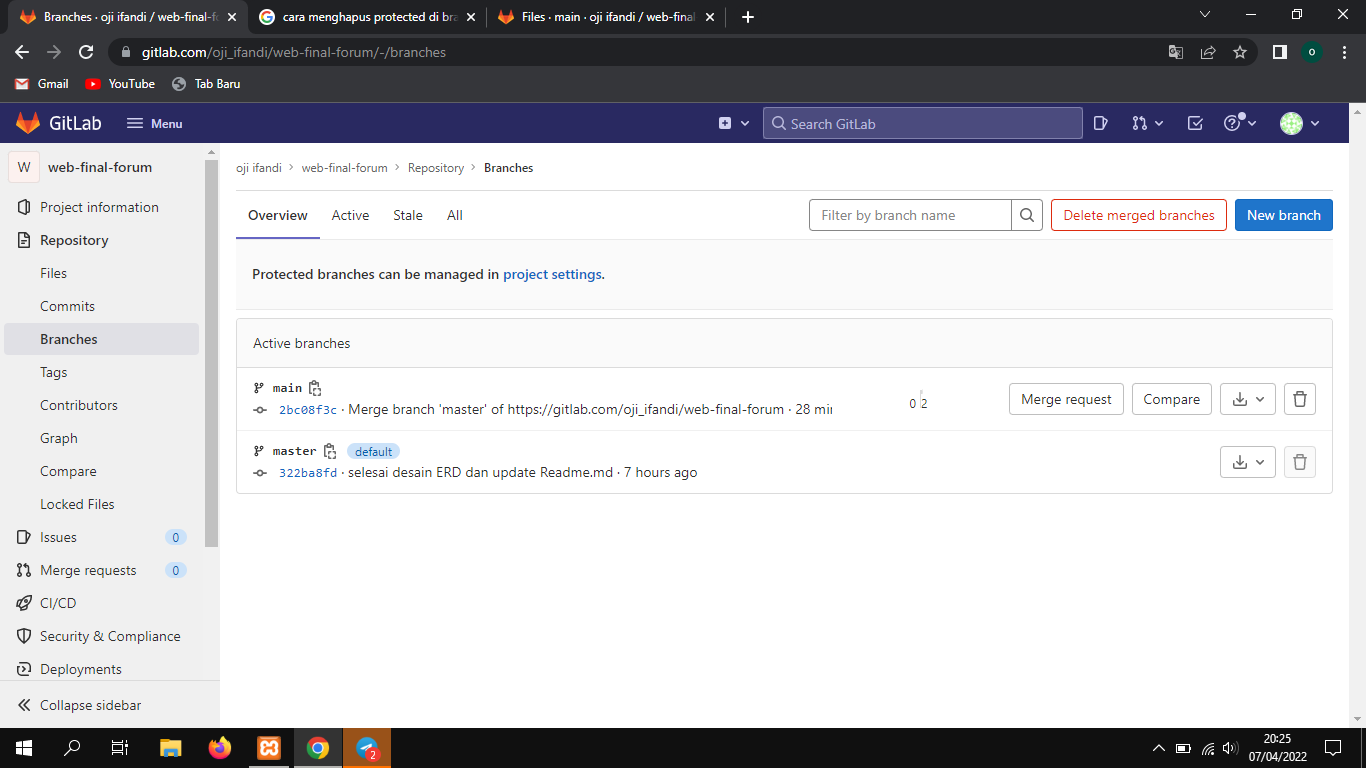 Branches · oji ifandi / web-final-fo
cara menghapus protected di bra
Files · main · oji ifandi / web-final
gitlab.com/oji_ifandi/web-final-forum/-/branches
o
Gmail
YouTube
Tab Baru
GitLab
Menu
Search GitLab
W
web-final-forum
Project information
Repository
Files
Commits
Branches
Tags
Contributors
Graph
Compare
Locked Files
Issues 0
Merge requests 0
CI/CD
Security & Compliance
Deployments
Collapse sidebar
oji ifandi > web-final-forum > Repository > Branches
Overview
Active
Stale
All
Filter by branch name
Delete merged branches
New branch
Protected branches can be managed in project settings.
Active branches
main
2bc08f3c · Merge branch 'master' of https://gitlab.com/oji_ifandi/web-final-forum · 28 min
0 2
Merge request
Compare
master default
322ba8fd · selesai desain ERD dan update Readme.md · 7 hours ago
2
20:25
07/04/2022